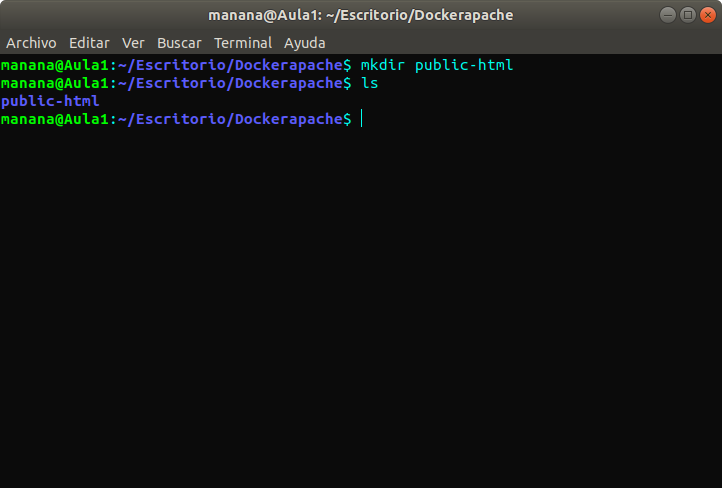 manana@Aula1: ~/Escritorio/Dockerapache
Archivo Editar Ver Buscar Terminal Ayuda
manana@Aula1:~/Escritorio/Dockerapache$ mkdir public-html
manana@Aula1:~/Escritorio/Dockerapache$ ls
public-html
manana@Aula1:~/Escritorio/Dockerapache$